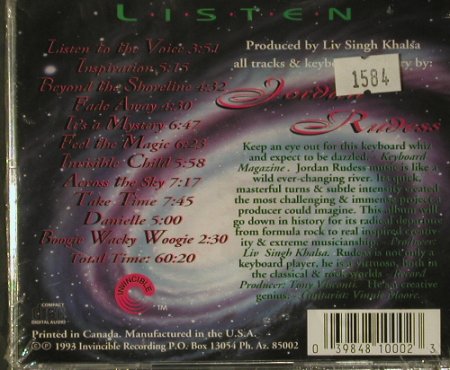 L·I·S·T·E·N
Listen to the Voice 3:51
Inspiration 5:15
Beyond the Shoreline 4:32
Fade Away 4:30
It's a Mystery 6:47
Feel the Magic 6:23
Invisible Child 5:58
Across the Sky 7:17
Take Time 7:45
Danielle 5:00
Boogie Wacky Woogie 2:30
Total Time: 60:20
Produced by Liv Singh Khalsa
all tracks & by:
1584
Jordan
Rudess
Keep an eye out for this keyboard whiz
and expect to be dazzled. Keyboard
Magazine. Jordan Rudess music is like a
wild ever-changing river. It's quick,
masterful turns & subtle intensity created
the most challenging & immense project
producer could imagine. This album will
go down in history for its radical departure
from formula rock to real inspired
& extreme musicianship. Producer
Liv Singh Khalsa. Rudess is not only a
keyboard player, he is a virtuoso, both in
the classical & rock worlds -
Producer Tony Visconti. He's a creative
genius. - Guitarist Vinnie Moore.
COMPACT
DIGITAL AUDIO
INVINCIBLE
TM
Printed in Canada. Manufactured in the U.S.A.
©℗ 1993 Invincible Recording P.O. Box 13054 Ph. Az. 85002
0 39848 10002 3